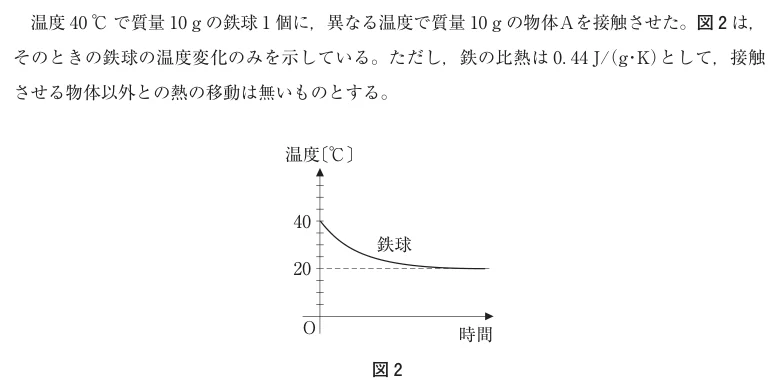 温度 40 ℃ で質量 10 g の鉄球 1 個に，異なる温度で質量 10 g の物体Aを接触させた。図 2 は，
そのときの鉄球の温度変化のみを示している。ただし，鉄の比熱は 0.44 J/(g･K)として，接触
させる物体以外との熱の移動は無いものとする。
温度〔℃〕
40
鉄球
20
O
時間
図 2